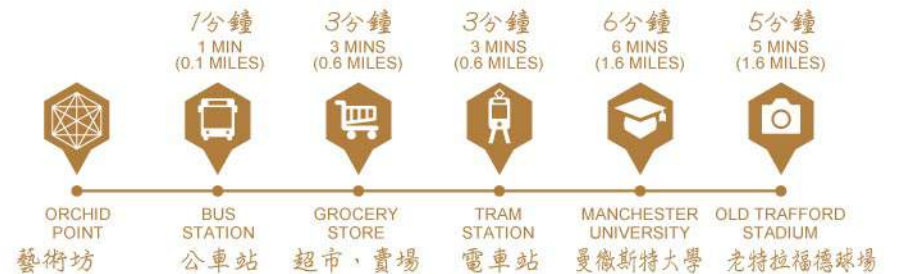 1分鐘 3分鐘 3分鐘 6分鐘 5分鐘
1 MIN 3 MINS 3 MINS 6 MINS 5 MINS
(0.1 MILES) (0.6 MILES) (0.6 MILES) (1.6 MILES) (1.6 MILES)
ORCHID BUS GROCERY TRAM MANCHESTER OLD TRAFFORD
POINT STATION STORE STATION UNIVERSITY STADIUM
藝術坊 公車站 超市、賣場 電車站 曼徹斯特大學 老特拉福德球場